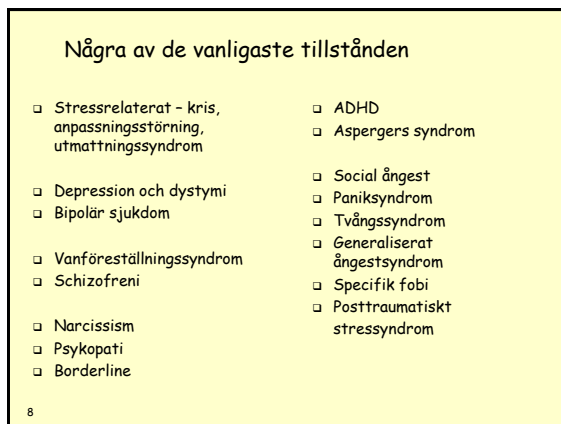 Några av de vanligaste tillstånden
Stressrelaterat – kris,
anpassningsstörning,
utmattningssyndrom
Depression och dystymi
Bipolär sjukdom
Vanföreställningssyndrom
Schizofreni
Narcissism
Psykopati
Borderline
ADHD
Aspergers syndrom
Social ångest
Paniksyndrom
Tvångssyndrom
Generaliserat
ångestsyndrom
Specifik fobi
Posttraumatiskt
stressyndrom
8